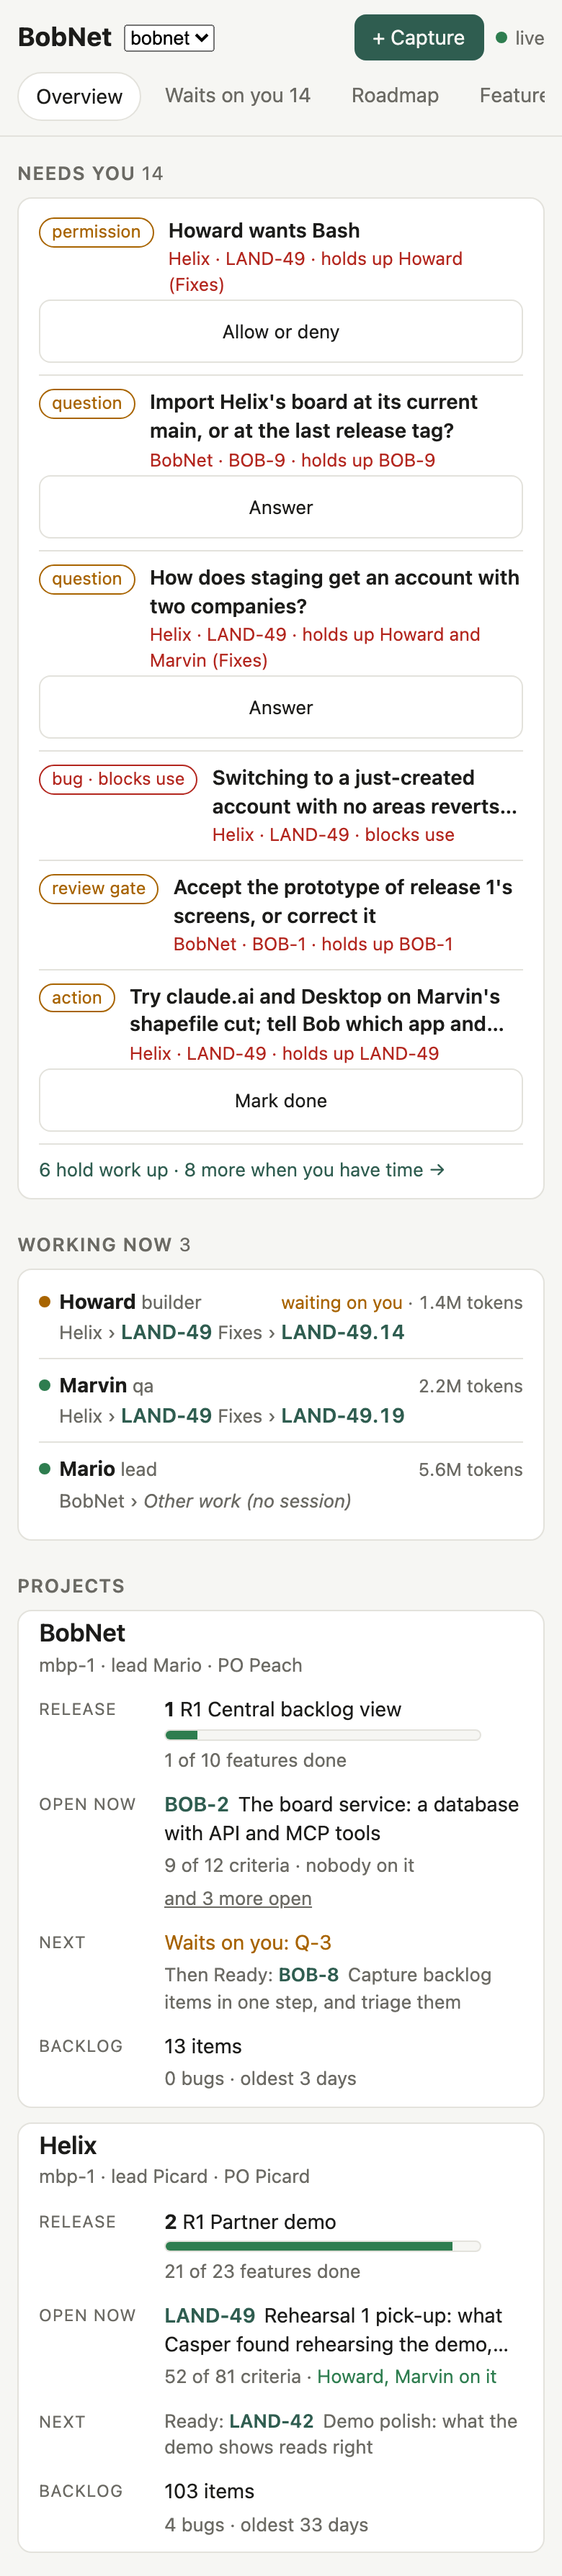 BobNet bobnet + Capture live
Overview Waits on you 14 Roadmap Feature
NEEDS YOU 14
permission Howard wants Bash
Helix · LAND-49 · holds up Howard
(Fixes)
Allow or deny
question Import Helix's board at its current
main, or at the last release tag?
BobNet · BOB-9 · holds up BOB-9
Answer
question How does staging get an account with
two companies?
Helix · LAND-49 · holds up Howard and
Marvin (Fixes)
Answer
bug · blocks use Switching to a just-created
account with no areas reverts...
Helix · LAND-49 · blocks use
review gate Accept the prototype of release 1's
screens, or correct it
BobNet · BOB-1 · holds up BOB-1
action Try claude.ai and Desktop on Marvin's
shapefile cut; tell Bob which app and...
Helix · LAND-49 · holds up LAND-49
Mark done
6 hold work up · 8 more when you have time →
WORKING NOW 3
Howard builder waiting on you · 1.4M tokens
Helix › LAND-49 Fixes › LAND-49.14
Marvin qa 2.2M tokens
Helix › LAND-49 Fixes › LAND-49.19
Mario lead 5.6M tokens
BobNet › Other work (no session)
PROJECTS
BobNet
mbp-1 · lead Mario · PO Peach
RELEASE 1 R1 Central backlog view
1 of 10 features done
OPEN NOW BOB-2 The board service: a database
with API and MCP tools
9 of 12 criteria · nobody on it
and 3 more open
NEXT Waits on you: Q-3
Then Ready: BOB-8 Capture backlog
items in one step, and triage them
BACKLOG 13 items
0 bugs · oldest 3 days
Helix
mbp-1 · lead Picard · PO Picard
RELEASE 2 R1 Partner demo
21 of 23 features done
OPEN NOW LAND-49 Rehearsal 1 pick-up: what
Casper found rehearsing the demo,...
52 of 81 criteria · Howard, Marvin on it
NEXT Ready: LAND-42 Demo polish: what the
demo shows reads right
BACKLOG 103 items
4 bugs · oldest 33 days